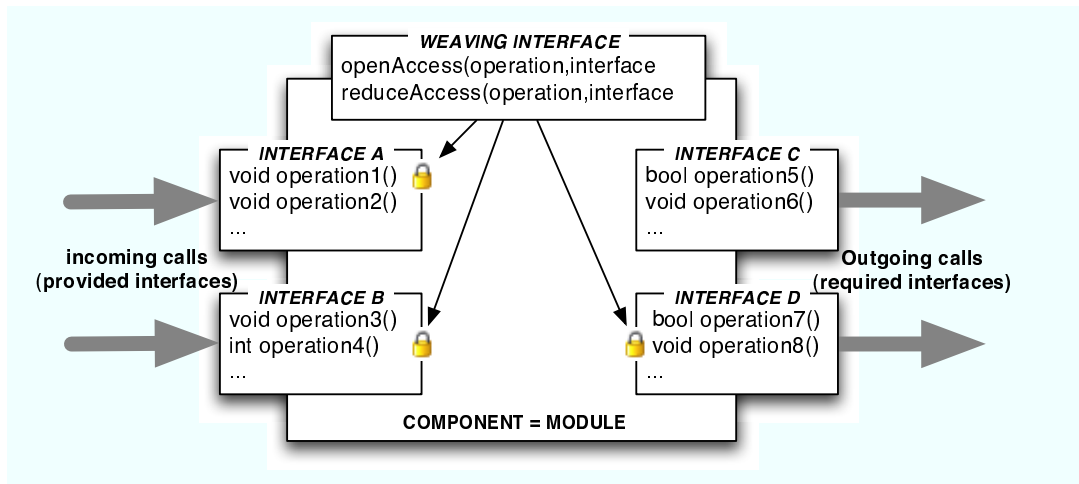 WEAVING INTERFACE
openAccess(operation,interface
reduceAccess(operation,interface
INTERFACE A
void operation1()
void operation2()
...
INTERFACE C
bool operation5()
void operation6()
...
incoming calls
(provided interfaces)
Outgoing calls
(required interfaces)
INTERFACE B
void operation3()
int operation4()
...
INTERFACE D
bool operation7()
void operation8()
...
COMPONENT = MODULE